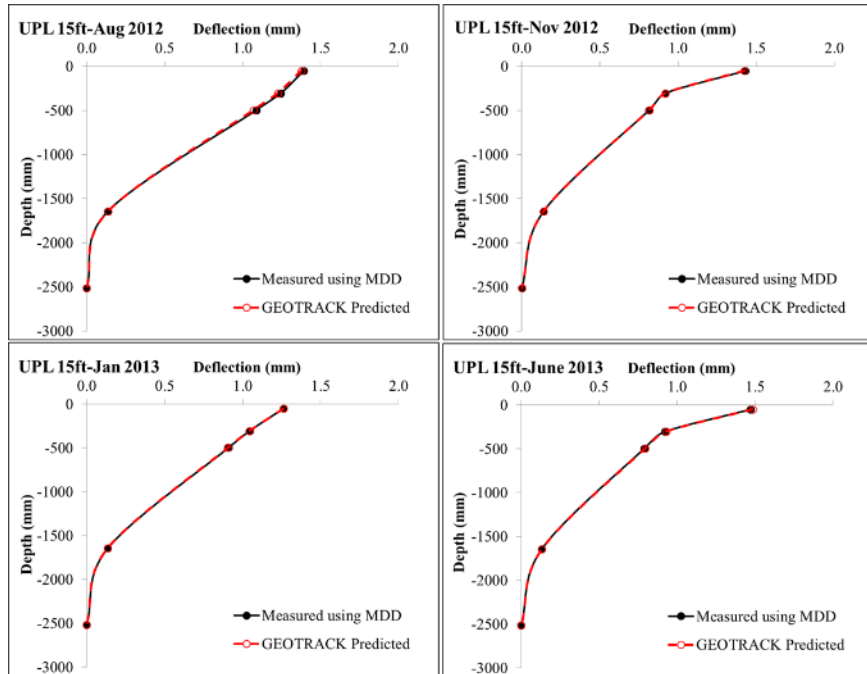 UPL 15ft-Aug 2012
Deflection (mm)
0.0 0.5 1.0 1.5 2.0
0
-500
-1000
-1500
-2000
-2500
-3000
Depth (mm)
Measured using MDD
GEOTRACK Predicted
UPL 15ft-Nov 2012
Deflection (mm)
0.0 0.5 1.0 1.5 2.0
0
-500
-1000
-1500
-2000
-2500
-3000
Depth (mm)
Measured using MDD
GEOTRACK Predicted
UPL 15ft-Jan 2013
Deflection (mm)
0.0 0.5 1.0 1.5 2.0
0
-500
-1000
-1500
-2000
-2500
-3000
Depth (mm)
Measured using MDD
GEOTRACK Predicted
UPL 15ft-June 2013
Deflection (mm)
0.0 0.5 1.0 1.5 2.0
0
-500
-1000
-1500
-2000
-2500
-3000
Depth (mm)
Measured using MDD
GEOTRACK Predicted